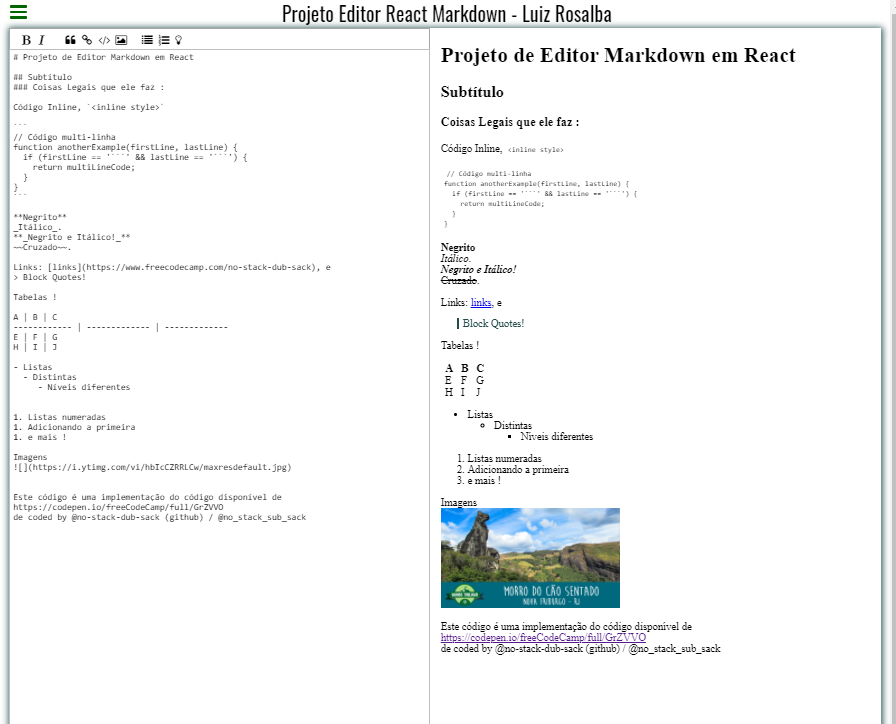 Projeto Editor React Markdown - Luiz Rosalba
B I
# Projeto de Editor Markdown em React
## Subtítulo
### Coisas Legais que ele faz :
Código Inline, `<inline style>`
```
// Código multi-linha
function anotherExample(firstLine, lastLine) {
  if (firstLine == '```' && lastLine == '```') {
    return multiLineCode;
  }
}
```
**Negrito**
_Itálico_.
**_Negrito e Itálico!_**
~~Cruzado~~.
Links: [links](https://www.freecodecamp.com/no-stack-dub-sack), e
> Block Quotes!
Tabelas !
A | B | C
------------ | ------------- | -------------
E | F | G
H | I | J
- Listas
  - Distintas
     - Níveis diferentes
1. Listas numeradas
1. Adicionando a primeira
1. e mais !
Imagens
![](https://i.ytimg.com/vi/hbIcCZRRLCw/maxresdefault.jpg)
Este código é uma implementação do código disponível de
https://codepen.io/freeCodeCamp/full/GrZVVO
de coded by @no-stack-dub-sack (github) / @no_stack_sub_sack
Projeto de Editor Markdown em React
Subtítulo
Coisas Legais que ele faz :
Código Inline, <inline style>
// Código multi-linha
function anotherExample(firstLine, lastLine) {
  if (firstLine == '```' && lastLine == '```') {
    return multiLineCode;
  }
}
Negrito
Itálico.
Negrito e Itálico!
Cruzado.
Links: links, e
Block Quotes!
Tabelas !
A B C
E F G
H I J
Listas
Distintas
Níveis diferentes
1. Listas numeradas
2. Adicionando a primeira
3. e mais !
Imagens
MORRO DO CÃO SENTADO
NOVA FRIBURGO - RJ
Este código é uma implementação do código disponível de
https://codepen.io/freeCodeCamp/full/GrZVVO
de coded by @no-stack-dub-sack (github) / @no_stack_sub_sack